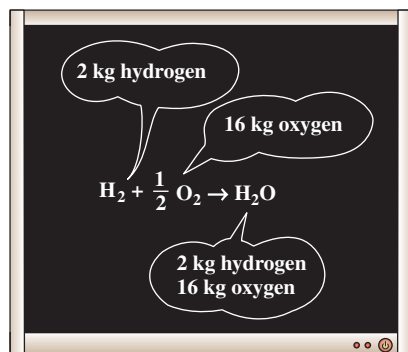 2 kg hydrogen
16 kg oxygen
H₂ + 1/2 O₂ → H₂O
2 kg hydrogen
16 kg oxygen